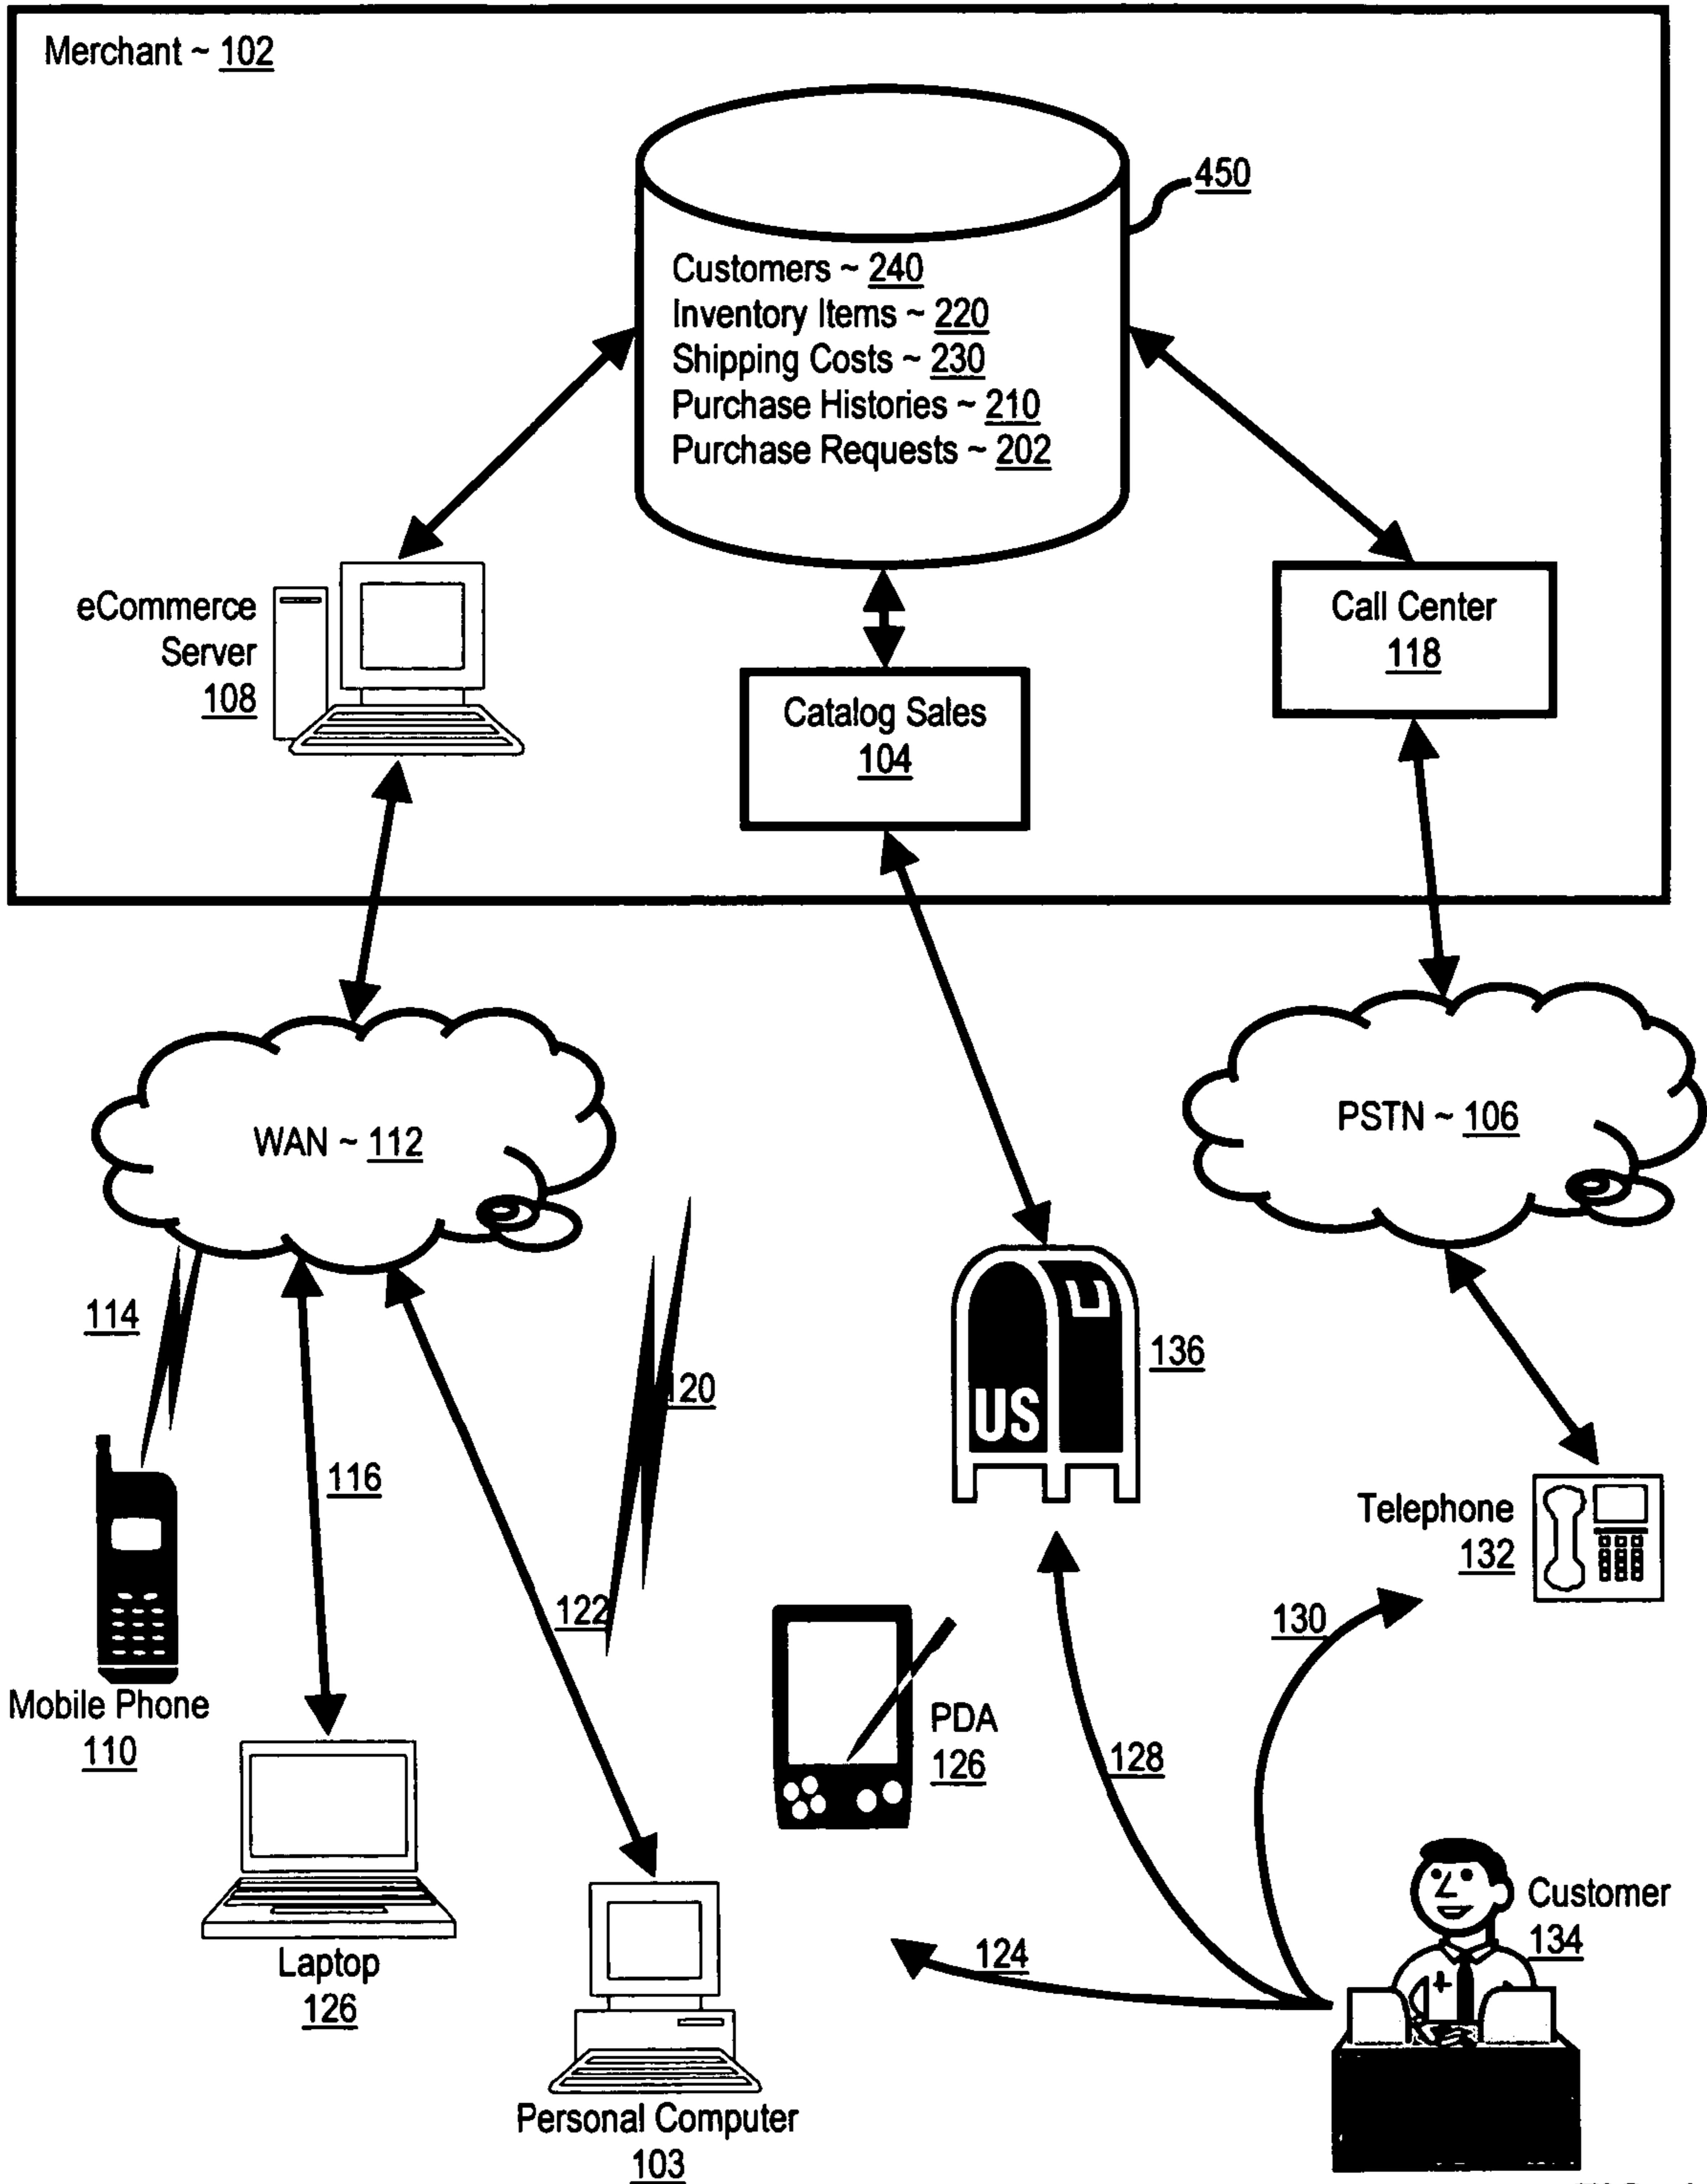 Merchant ~ 102
450
Customers ~ 240
Inventory Items ~ 220
Shipping Costs ~ 230
Purchase Histories ~ 210
Purchase Requests ~ 202
eCommerce
Server
108
Catalog Sales
104
Call Center
118
WAN ~ 112
PSTN ~ 106
114
116
120
122
136
US
Telephone
132
130
Mobile Phone
110
PDA
126
128
Laptop
126
124
Customer
134
Personal Computer
103